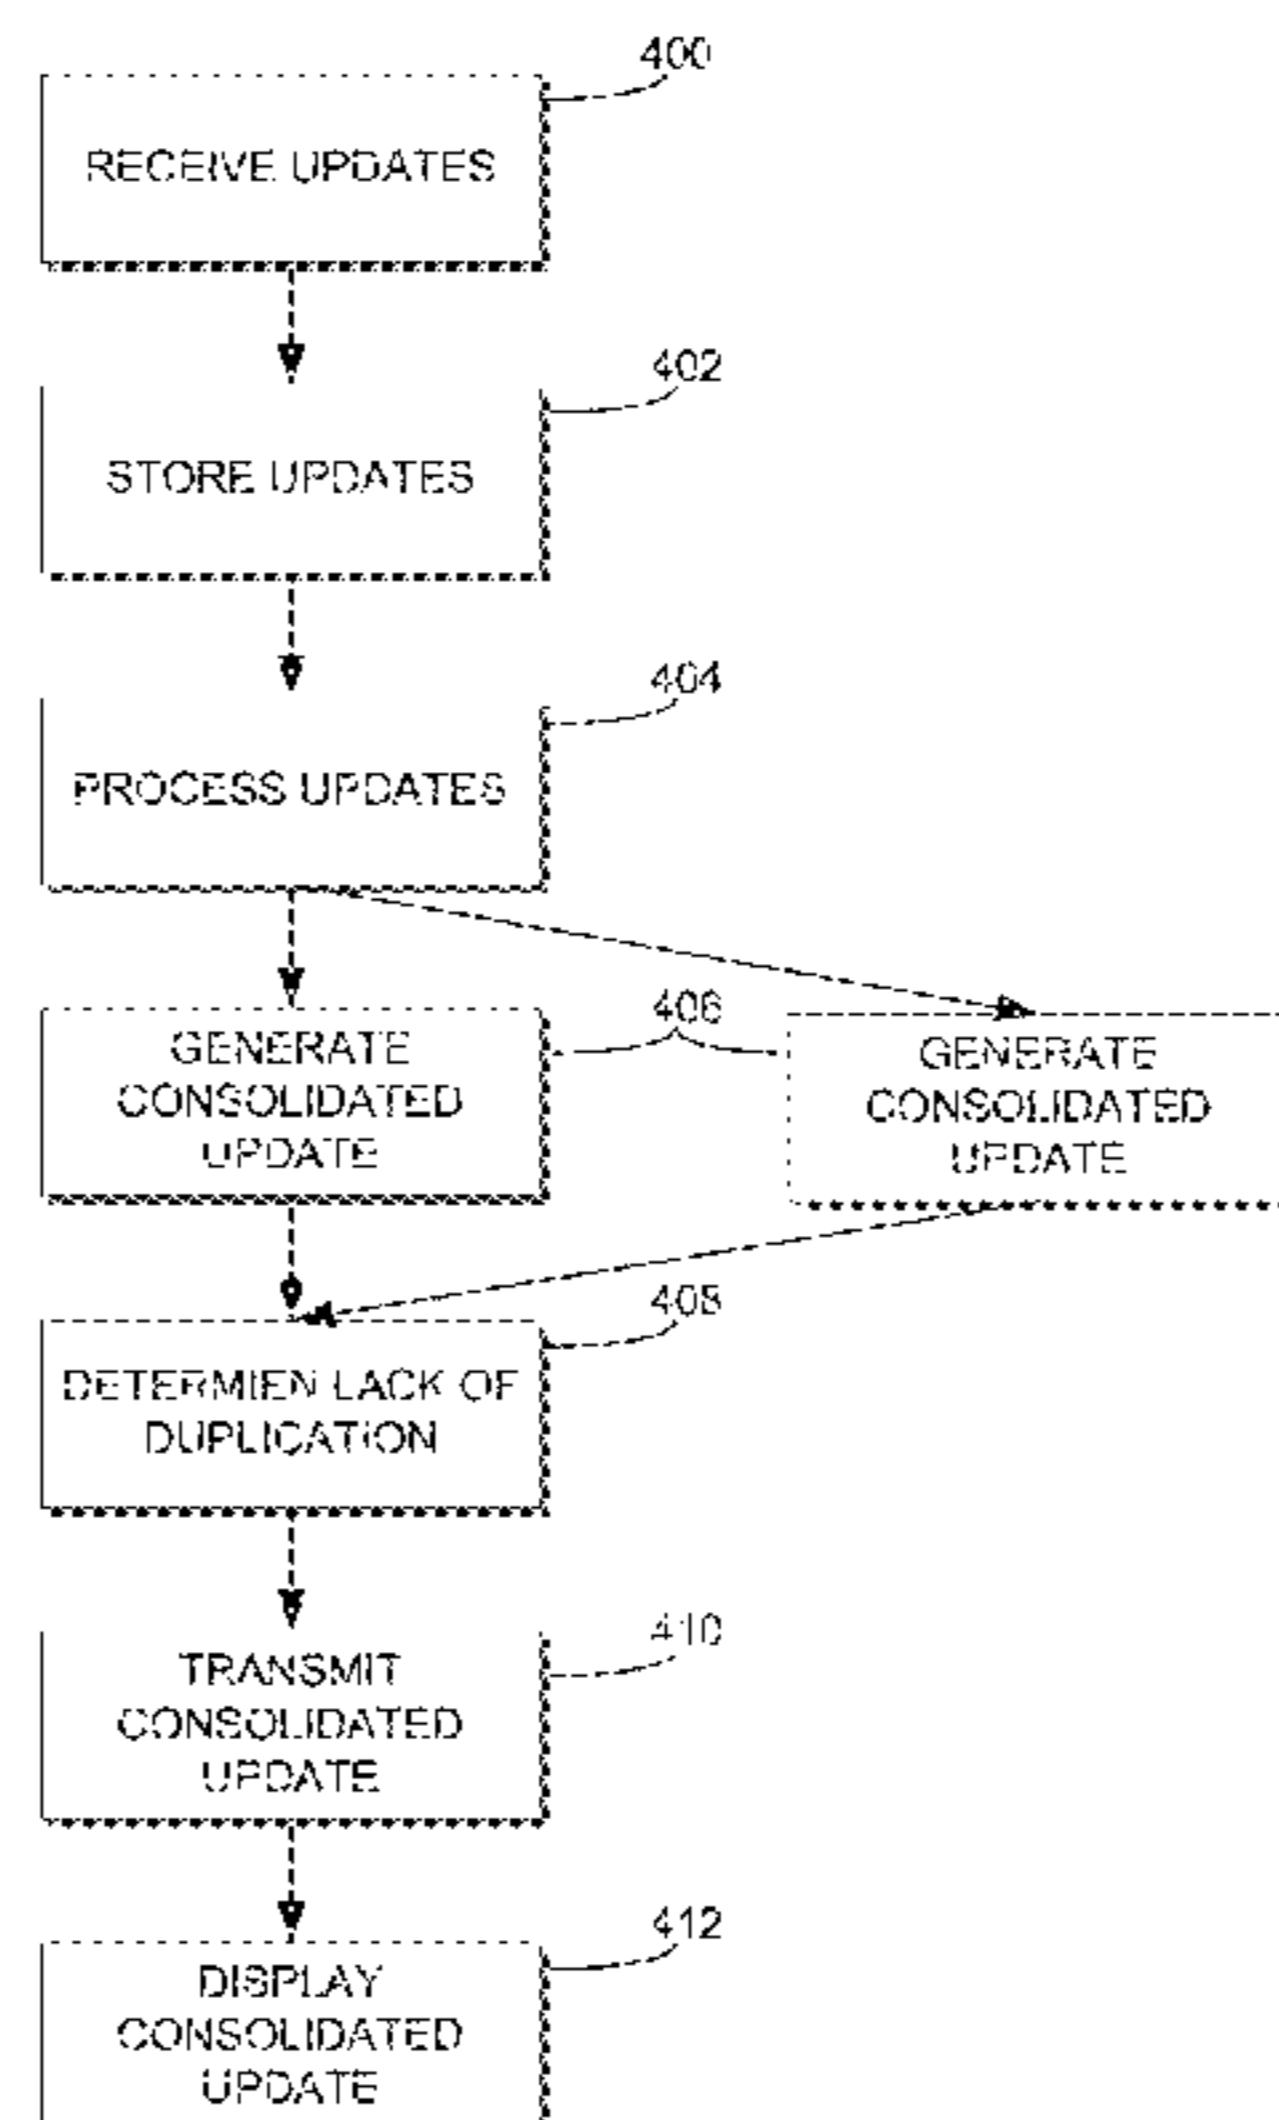 400
RECEIVE UPDATES
402
STORE UPDATES
404
PROCESS UPDATES
406
GENERATE
CONSOLIDATED
UPDATE
GENERATE
CONSOLIDATED
UPDATE
408
DETERMIEN LACK OF
DUPLICATION
410
TRANSMIT
CONSOLIDATED
UPDATE
412
DISPLAY
CONSOLIDATED
UPDATE